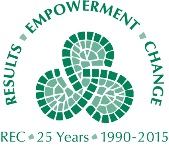 RESULTS • EMPOWERMENT • CHANGE
REC • 25 Years • 1990-2015